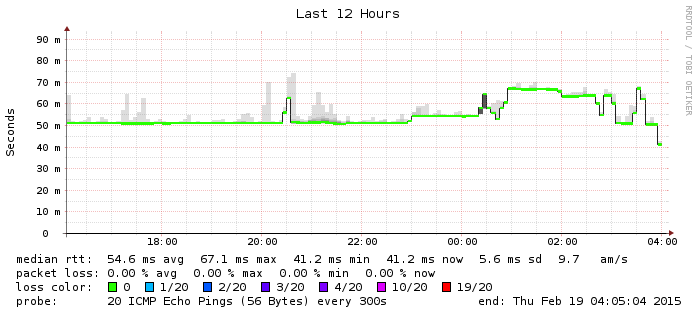 Last 12 Hours
RRDTOOL / TOBI OETIKER
Seconds
90 m
80 m
70 m
60 m
50 m
40 m
30 m
20 m
10 m
0
18:00 20:00 22:00 00:00 02:00 04:00
median rtt: 54.6 ms avg 67.1 ms max 41.2 ms min 41.2 ms now 5.6 ms sd 9.7 am/s
packet loss: 0.00 % avg 0.00 % max 0.00 % min 0.00 % now
loss color: 0 1/20 2/20 3/20 4/20 10/20 19/20
probe: 20 ICMP Echo Pings (56 Bytes) every 300s end: Thu Feb 19 04:05:04 2015